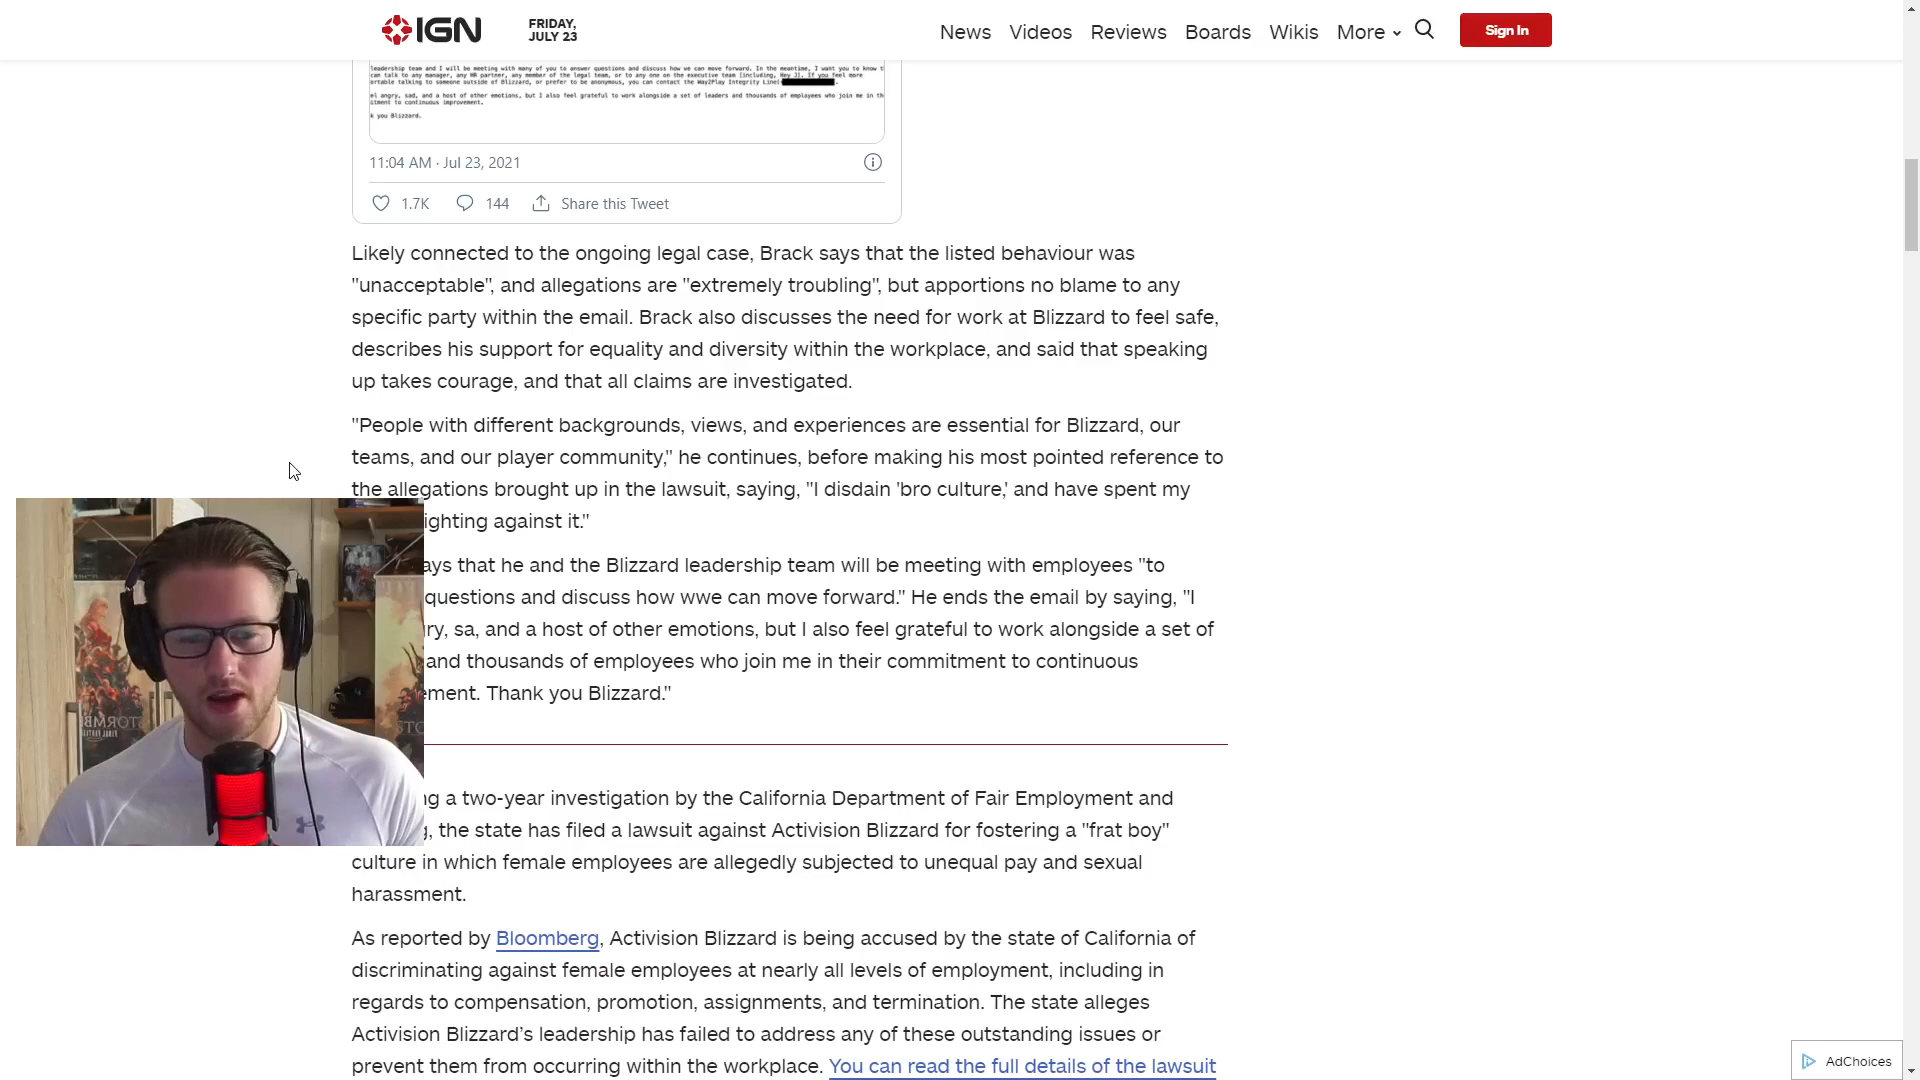 IGN
FRIDAY,
JULY 23
News Videos Reviews Boards Wikis More
Sign In
leadership team and I will be meeting with many of you to answer questions and discuss how we can move forward. In the meantime, I want you to know t
can talk to any manager, any HR partner, any member of the legal team, or to any one on the executive team (including, Hey J). If you feel more
ortable talking to someone outside of Blizzard, or prefer to be anonymous, you can contact the Way2Play Integrity Line
el angry, sad, and a host of other emotions, but I also feel grateful to work alongside a set of leaders and thousands of employees who join me in th
itment to continuous improvement.
k you Blizzard.
11:04 AM · Jul 23, 2021
1.7K 144 Share this Tweet
Likely connected to the ongoing legal case, Brack says that the listed behaviour was
"unacceptable", and allegations are "extremely troubling", but apportions no blame to any
specific party within the email. Brack also discusses the need for work at Blizzard to feel safe,
describes his support for equality and diversity within the workplace, and said that speaking
up takes courage, and that all claims are investigated.
"People with different backgrounds, views, and experiences are essential for Blizzard, our
teams, and our player community," he continues, before making his most pointed reference to
the allegations brought up in the lawsuit, saying, "I disdain 'bro culture,' and have spent my
ighting against it."
ays that he and the Blizzard leadership team will be meeting with employees "to
questions and discuss how wwe can move forward." He ends the email by saying, "I
ry, sa, and a host of other emotions, but I also feel grateful to work alongside a set of
and thousands of employees who join me in their commitment to continuous
ement. Thank you Blizzard."
ng a two-year investigation by the California Department of Fair Employment and
g, the state has filed a lawsuit against Activision Blizzard for fostering a "frat boy"
culture in which female employees are allegedly subjected to unequal pay and sexual
harassment.
As reported by Bloomberg, Activision Blizzard is being accused by the state of California of
discriminating against female employees at nearly all levels of employment, including in
regards to compensation, promotion, assignments, and termination. The state alleges
Activision Blizzard's leadership has failed to address any of these outstanding issues or
prevent them from occurring within the workplace. You can read the full details of the lawsuit
AdChoices